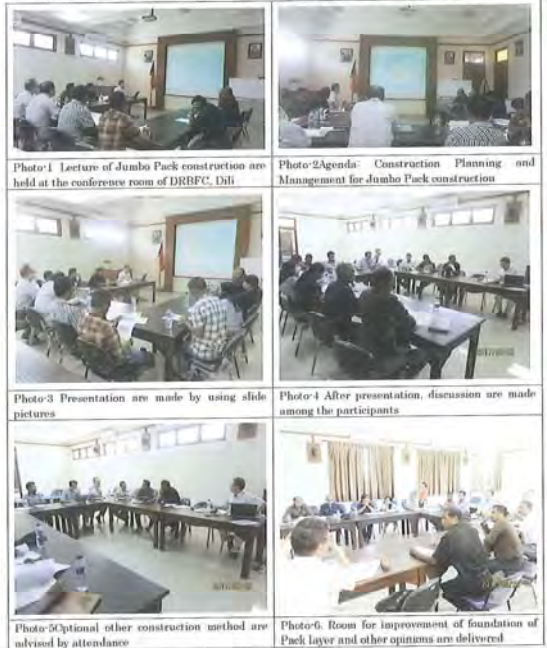 Photo-1 Lecture of Jumbo Pack construction are
held at the conference room of DRBFC, Dili
Photo-2Agenda: Construction Planning and
Management for Jumbo Pack construction
Photo-3 Presentation are made by using slide
pictures
Photo-4 After presentation, discussion are made
among the participants
Photo-5Optional other construction method are
advised by attendance
Photo-6. Room for improvement of foundation of
Pack layer and other opinions are delivered